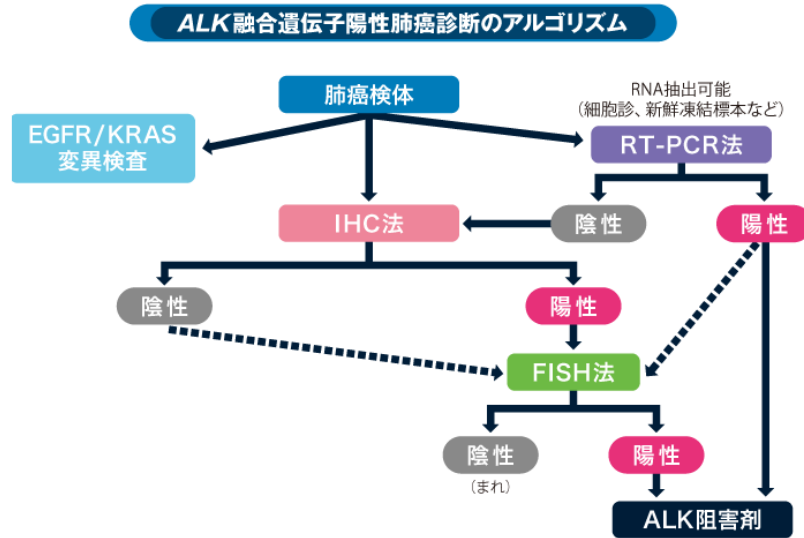 ALK融合遺伝子陽性肺癌診断のアルゴリズム
肺癌検体
RNA抽出可能
(細胞診、新鮮凍結標本など)
EGFR/KRAS
変異検査
RT-PCR法
IHC法
陰性
陽性
陰性
陽性
FISH法
陰性
(まれ)
陽性
ALK阻害剤